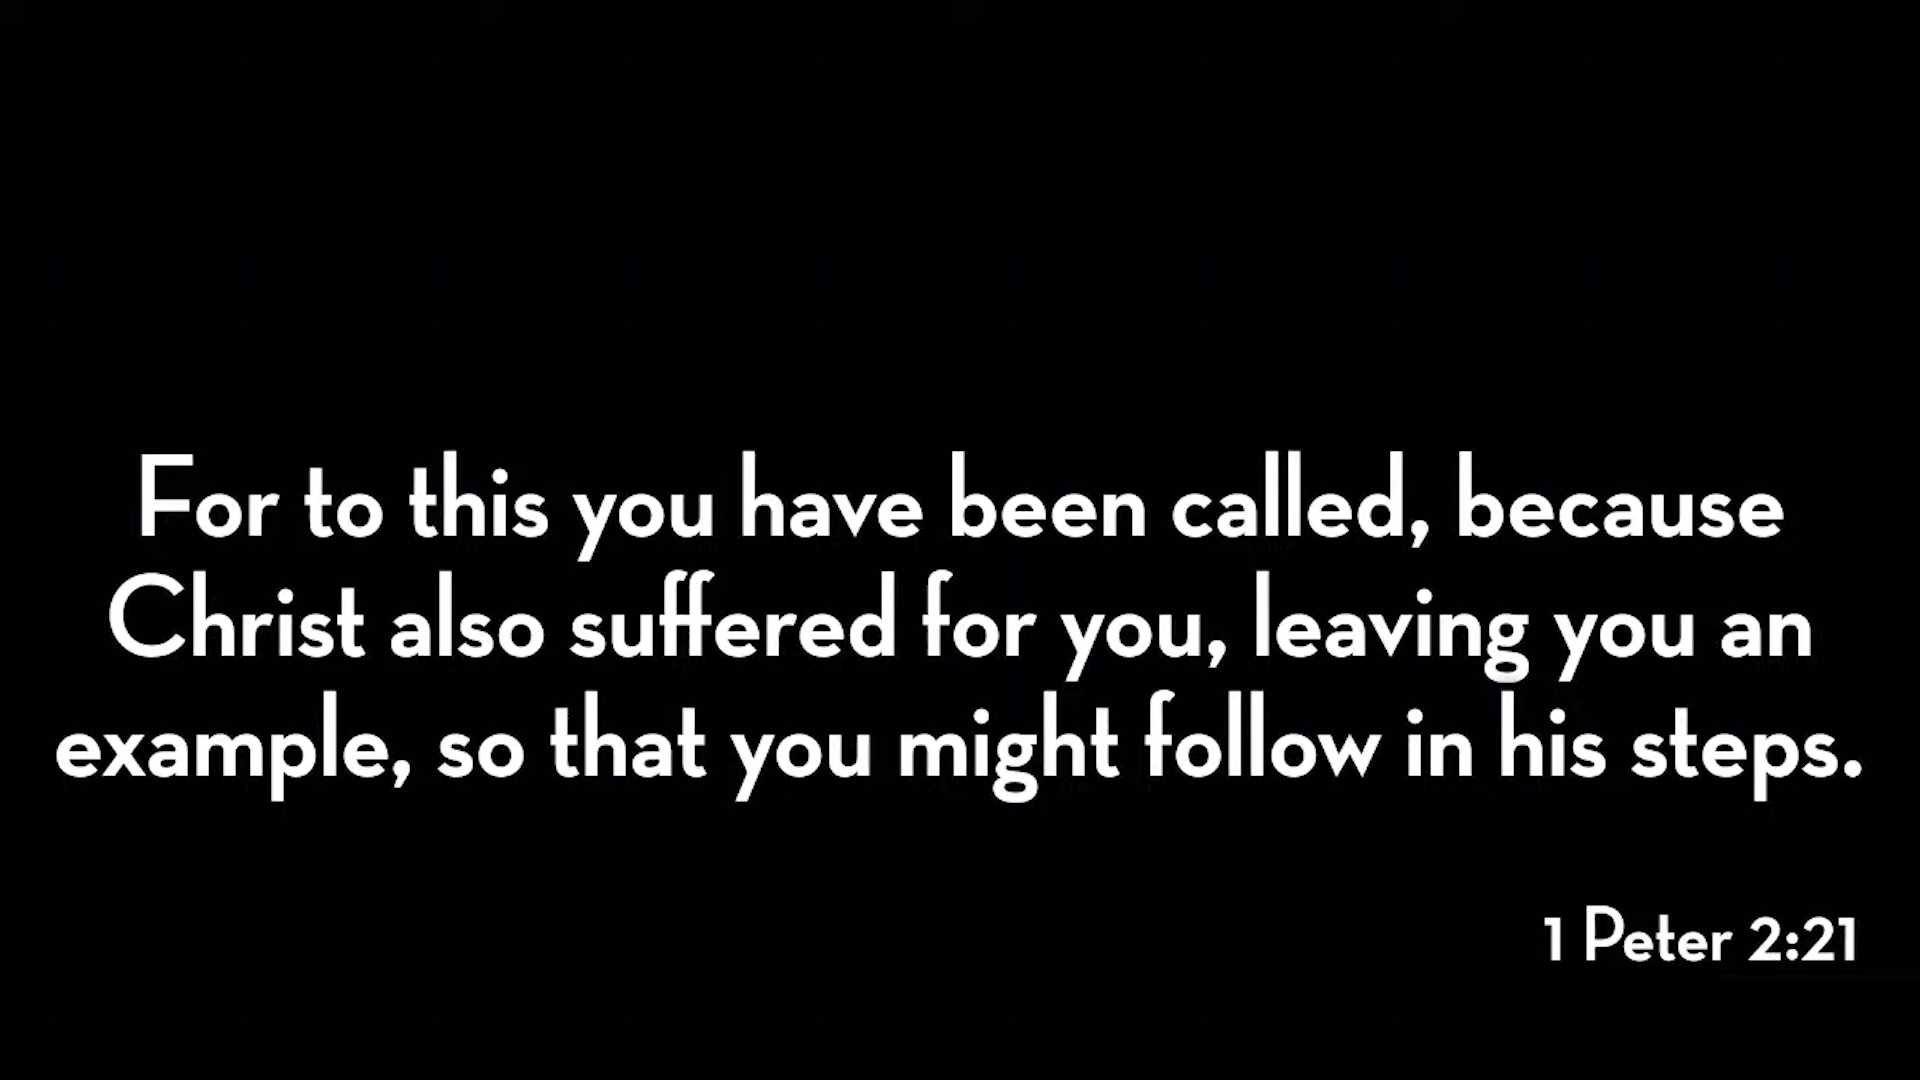 For to this you have been called, because
Christ also suffered for you, leaving you an
example, so that you might follow in his steps.
1 Peter 2:21